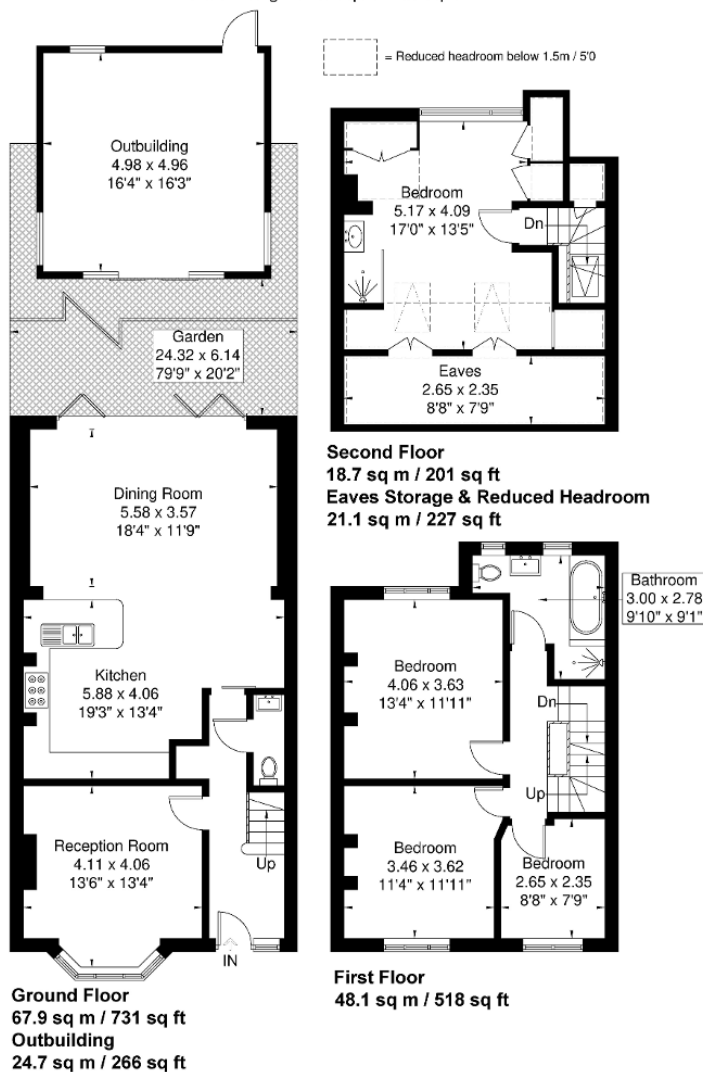 = Reduced headroom below 1.5m / 5'0
Outbuilding
4.98 x 4.96
16'4" x 16'3"
Bedroom
5.17 x 4.09
17'0" x 13'5"
Dn
Garden
24.32 x 6.14
79'9" x 20'2"
Eaves
2.65 x 2.35
8'8" x 7'9"
Second Floor
18.7 sq m / 201 sq ft
Eaves Storage & Reduced Headroom
21.1 sq m / 227 sq ft
Dining Room
5.58 x 3.57
18'4" x 11'9"
Bathroom
3.00 x 2.78
9'10" x 9'1"
Kitchen
5.88 x 4.06
19'3" x 13'4"
Bedroom
4.06 x 3.63
13'4" x 11'11"
Dn
Up
Reception Room
4.11 x 4.06
13'6" x 13'4"
Up
IN
Bedroom
3.46 x 3.62
11'4" x 11'11"
Bedroom
2.65 x 2.35
8'8" x 7'9"
First Floor
48.1 sq m / 518 sq ft
Ground Floor
67.9 sq m / 731 sq ft
Outbuilding
24.7 sq m / 266 sq ft